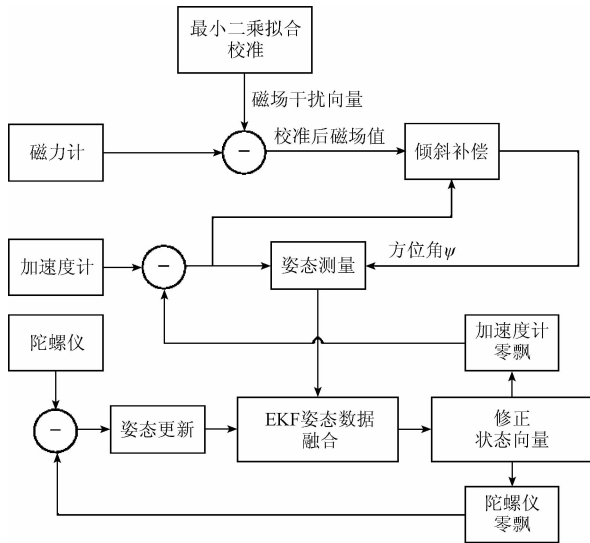 最小二乘拟合
校准
磁场干扰向量
磁力计
−
校准后磁场值
倾斜补偿
加速度计
−
姿态测量
方位角ψ
陀螺仪
加速度计
零飘
−
姿态更新
EKF姿态数据
融合
修正
状态向量
陀螺仪
零飘